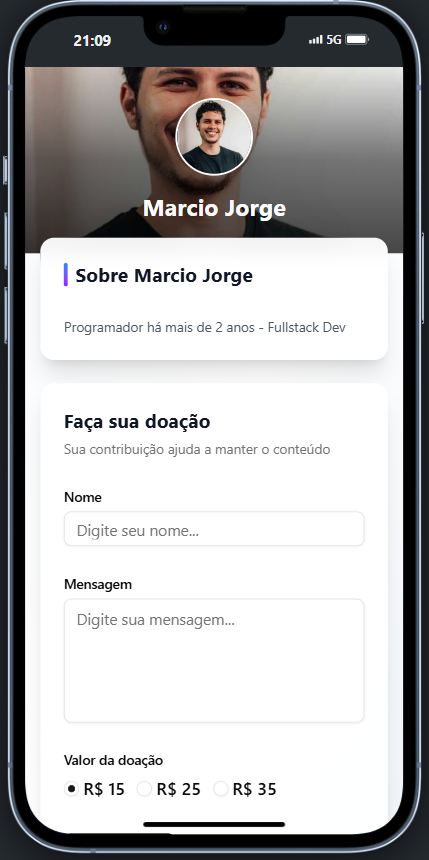 21:09
5G
Marcio Jorge
Sobre Marcio Jorge
Programador há mais de 2 anos - Fullstack Dev
Faça sua doação
Sua contribuição ajuda a manter o conteúdo
Nome
Digite seu nome...
Mensagem
Digite sua mensagem...
Valor da doação
R$ 15 R$ 25 R$ 35